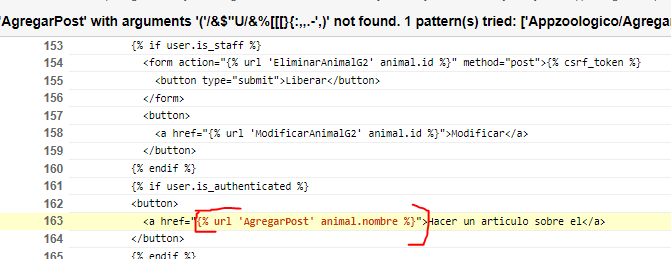 'AgregarPost' with arguments '('/&$"U/&%[[[]}{:,,.-',)' not found. 1 pattern(s) tried: ['Appzoologico/Agrega
153 {% if user.is_staff %}
154 <form action="{% url 'EliminarAnimalG2' animal.id %}" method="post">{% csrf_token %}
155 <button type="submit">Liberar</button>
156 </form>
157 <button>
158 <a href="{% url 'ModificarAnimalG2' animal.id %}">Modificar</a>
159 </button>
160 {% endif %}
161 {% if user.is_authenticated %}
162 <button>
163 <a href="{% url 'AgregarPost' animal.nombre %}">Hacer un articulo sobre el</a>
164 </button>
165 {% endif %}